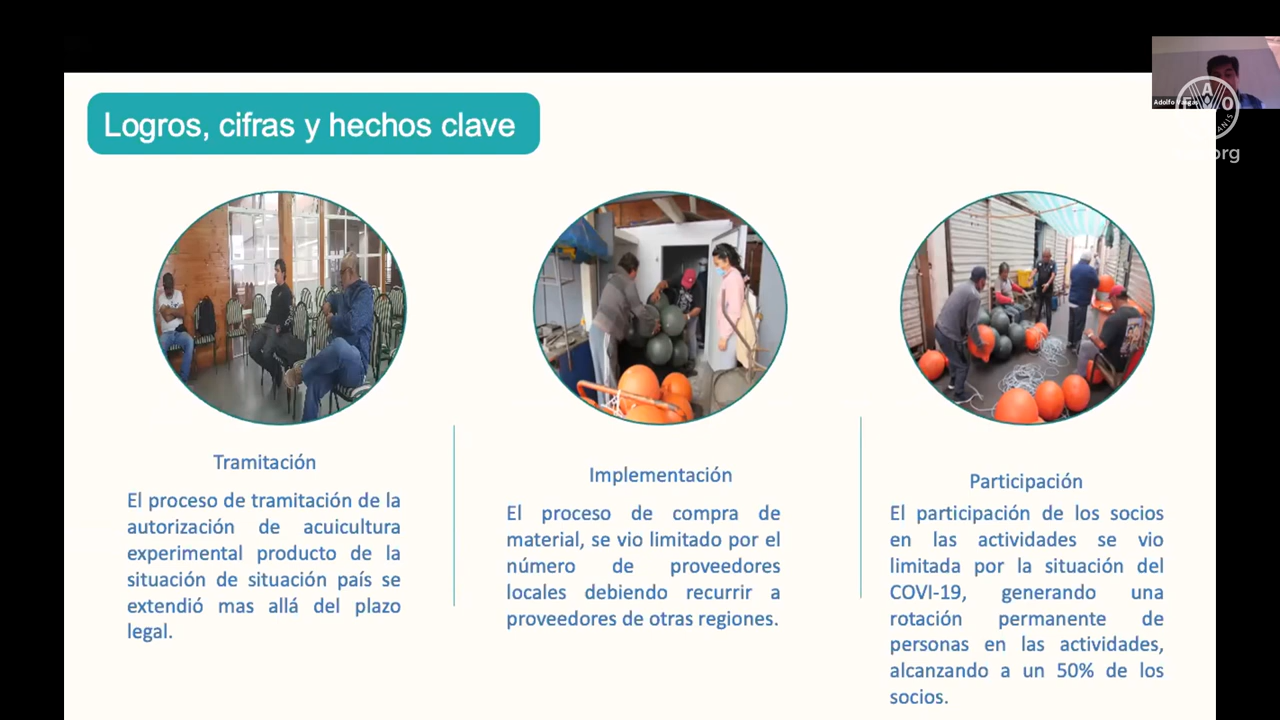 Logros, cifras y hechos clave
Adolfo
FAO
ANIS
org
Tramitación
El proceso de tramitación de la
autorización de acuicultura
experimental producto de la
situación de situación país se
extendió mas allá del plazo
legal.
Implementación
El proceso de compra de
material, se vio limitado por el
número de proveedores
locales debiendo recurrir a
proveedores de otras regiones.
Participación
El participación de los socios
en las actividades se vio
limitada por la situación del
COVI-19, generando una
rotación permanente de
personas en las actividades,
alcanzando a un 50% de los
socios.